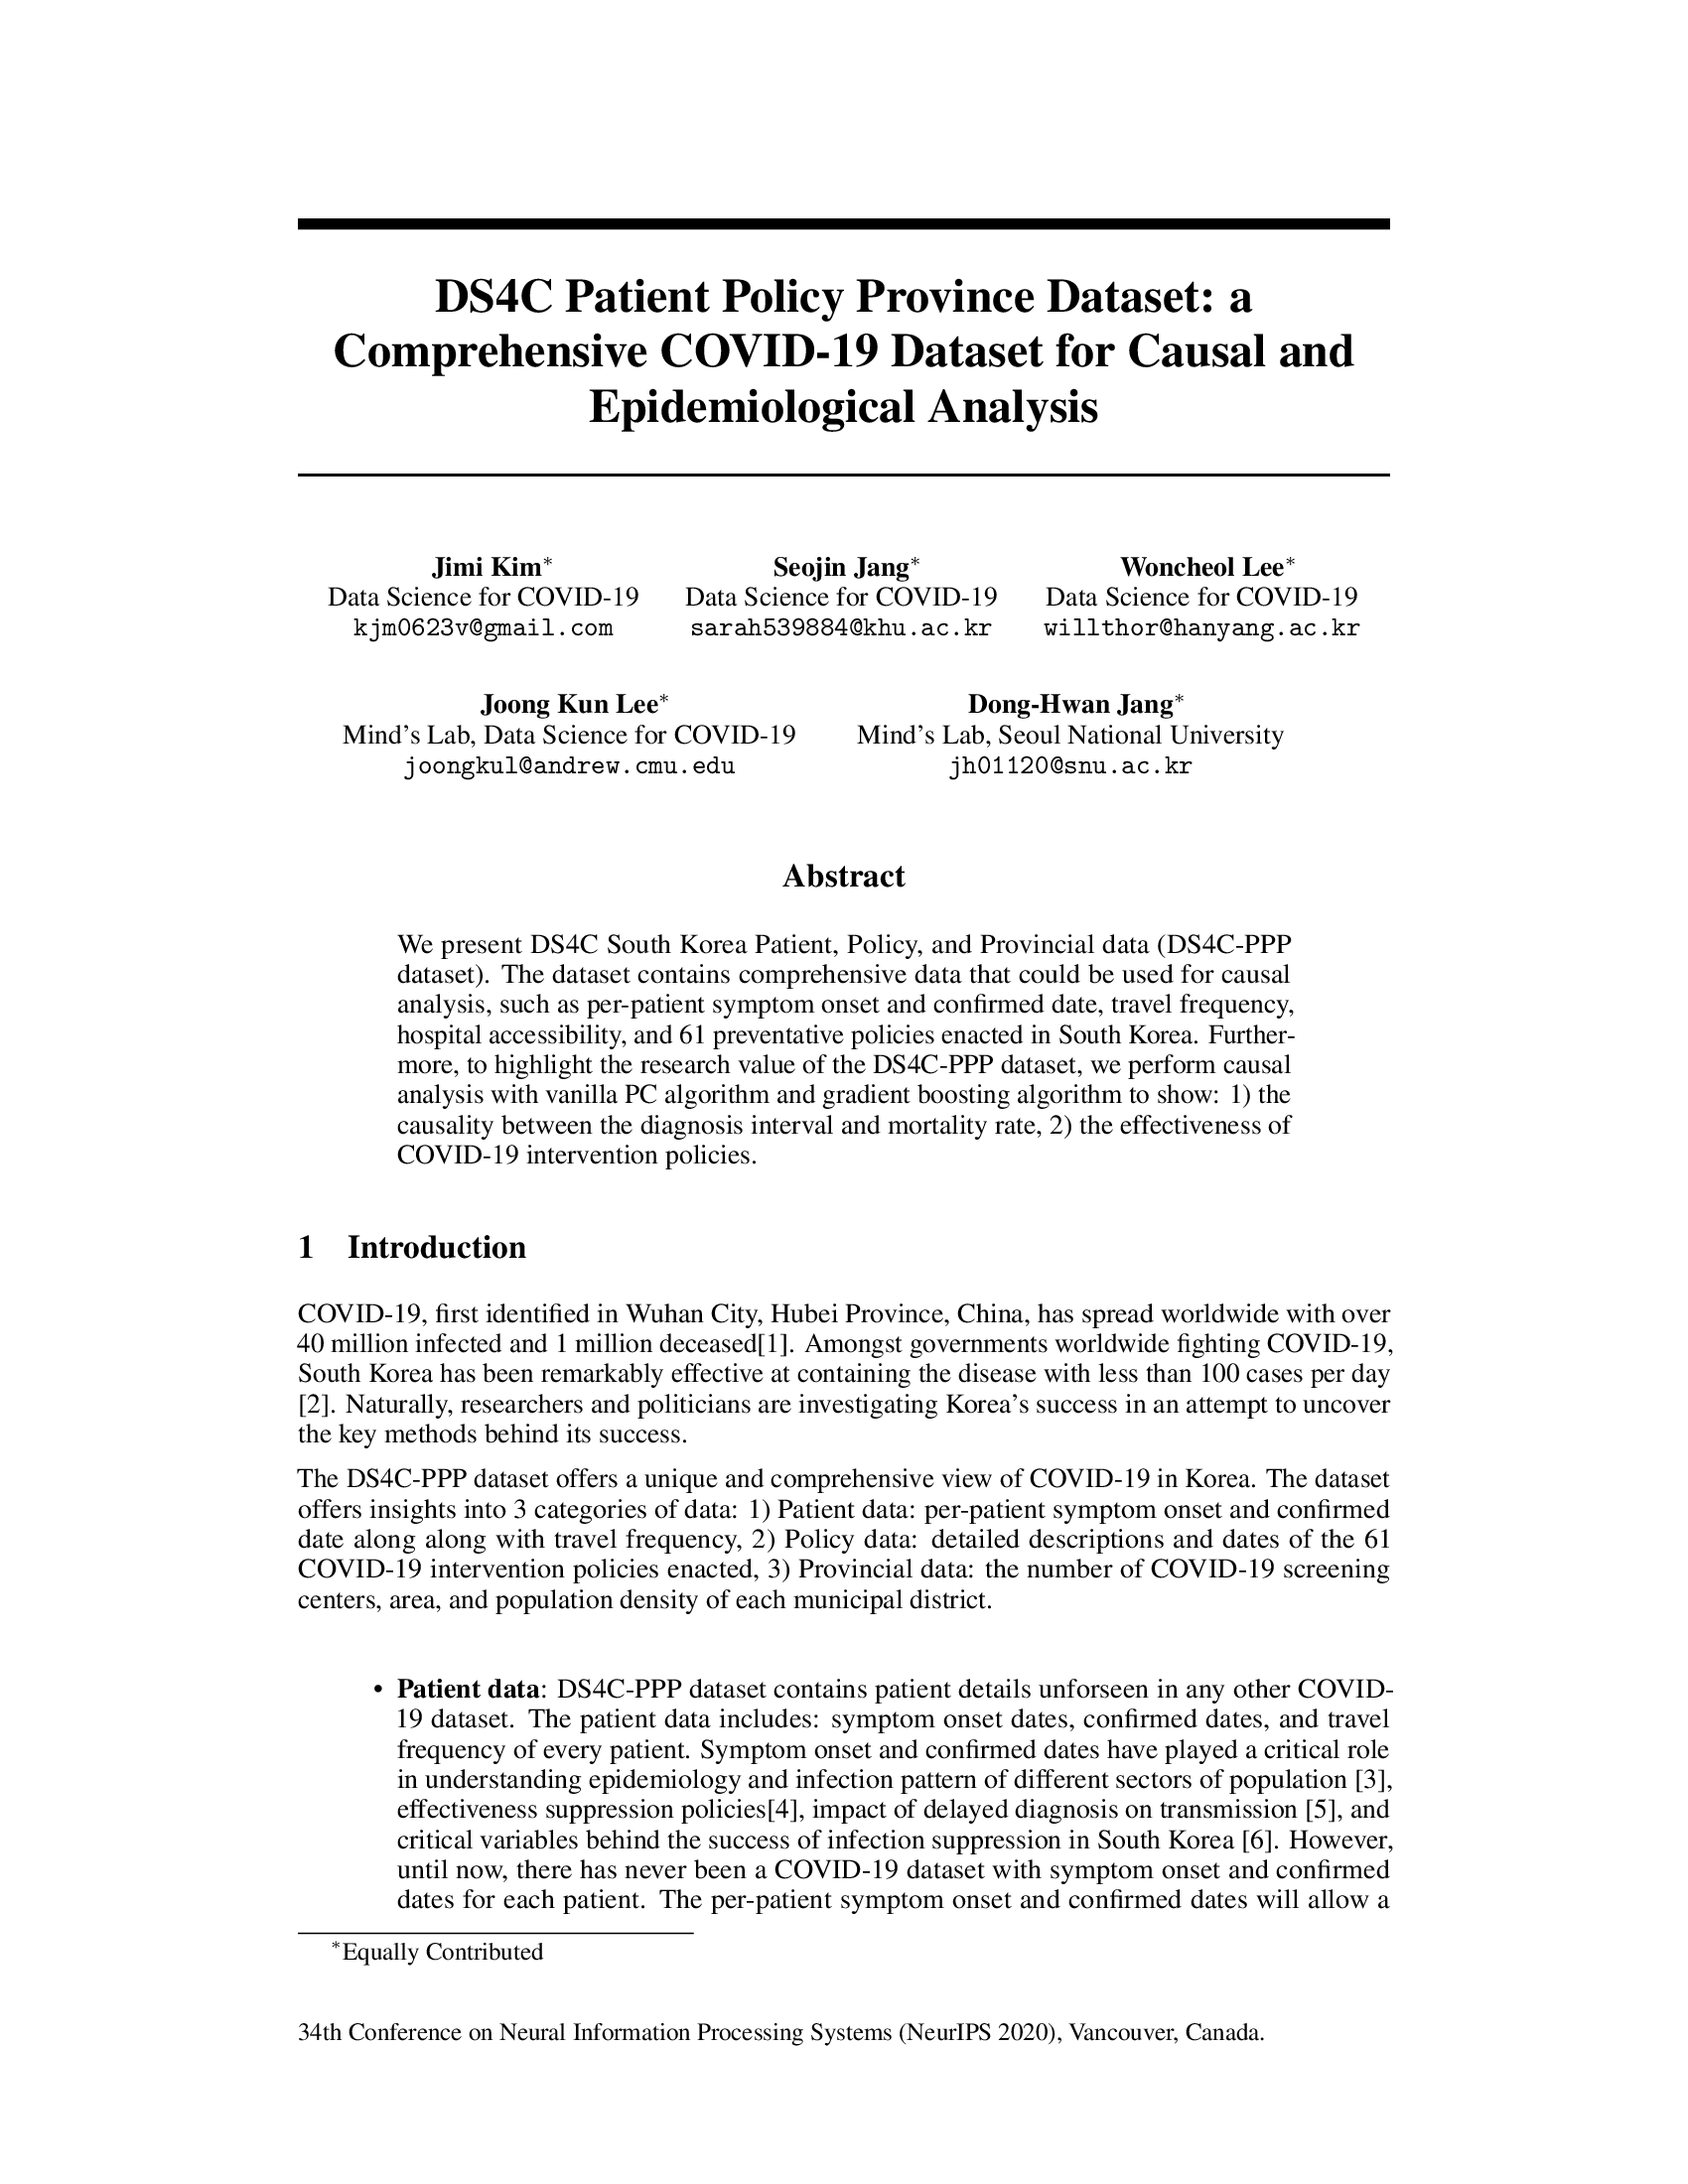 DS4C Patient Policy Province Dataset: a
Comprehensive COVID-19 Dataset for Causal and
Epidemiological Analysis
Jimi Kim* Seojin Jang* Woncheol Lee*
Data Science for COVID-19 Data Science for COVID-19 Data Science for COVID-19
kjm0623v@gmail.com sarah539884@khu.ac.kr willthor@hanyang.ac.kr
Joong Kun Lee* Dong-Hwan Jang*
Mind's Lab, Data Science for COVID-19 Mind's Lab, Seoul National University
joongkul@andrew.cmu.edu jh01120@snu.ac.kr
Abstract
We present DS4C South Korea Patient, Policy, and Provincial data (DS4C-PPP
dataset). The dataset contains comprehensive data that could be used for causal
analysis, such as per-patient symptom onset and confirmed date, travel frequency,
hospital accessibility, and 61 preventative policies enacted in South Korea. Further-
more, to highlight the research value of the DS4C-PPP dataset, we perform causal
analysis with vanilla PC algorithm and gradient boosting algorithm to show: 1) the
causality between the diagnosis interval and mortality rate, 2) the effectiveness of
COVID-19 intervention policies.
1 Introduction
COVID-19, first identified in Wuhan City, Hubei Province, China, has spread worldwide with over
40 million infected and 1 million deceased[1]. Amongst governments worldwide fighting COVID-19,
South Korea has been remarkably effective at containing the disease with less than 100 cases per day
[2]. Naturally, researchers and politicians are investigating Korea's success in an attempt to uncover
the key methods behind its success.
The DS4C-PPP dataset offers a unique and comprehensive view of COVID-19 in Korea. The dataset
offers insights into 3 categories of data: 1) Patient data: per-patient symptom onset and confirmed
date along along with travel frequency, 2) Policy data: detailed descriptions and dates of the 61
COVID-19 intervention policies enacted, 3) Provincial data: the number of COVID-19 screening
centers, area, and population density of each municipal district.
• Patient data: DS4C-PPP dataset contains patient details unforseen in any other COVID-
19 dataset. The patient data includes: symptom onset dates, confirmed dates, and travel
frequency of every patient. Symptom onset and confirmed dates have played a critical role
in understanding epidemiology and infection pattern of different sectors of population [3],
effectiveness suppression policies[4], impact of delayed diagnosis on transmission [5], and
critical variables behind the success of infection suppression in South Korea [6]. However,
until now, there has never been a COVID-19 dataset with symptom onset and confirmed
dates for each patient. The per-patient symptom onset and confirmed dates will allow a
*Equally Contributed
34th Conference on Neural Information Processing Systems (NeurIPS 2020), Vancouver, Canada.